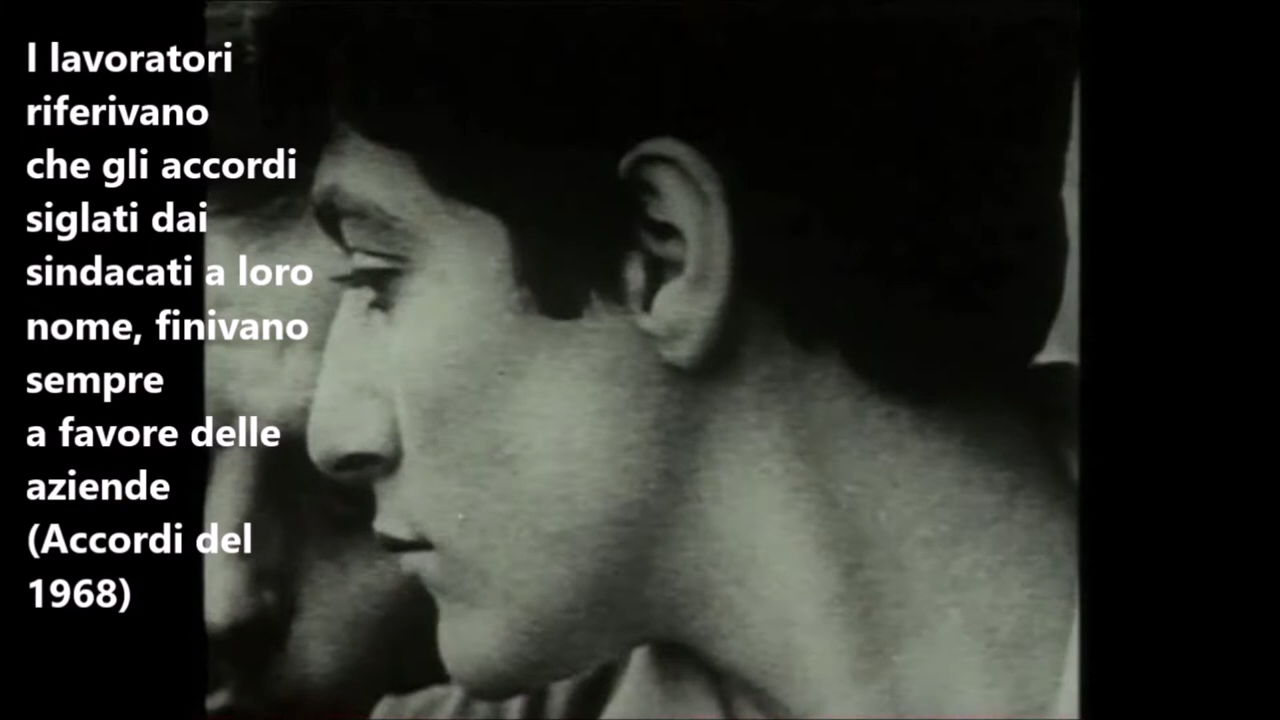 I lavoratori
riferivano
che gli accordi
siglati dai
sindacati a loro
nome, finivano
sempre
a favore delle
aziende
(Accordi del
1968)